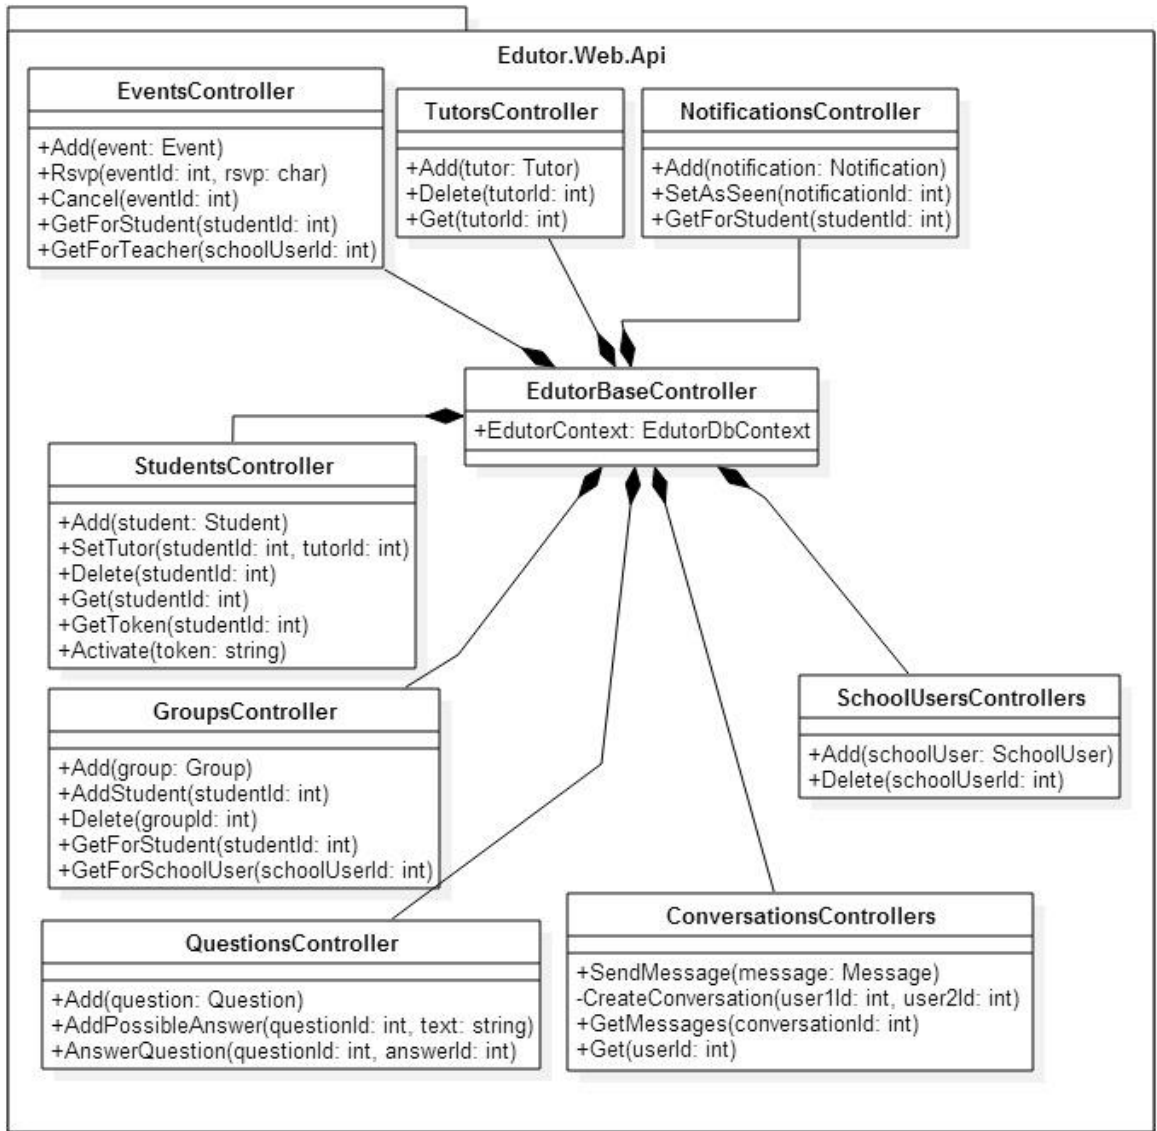 Edutor.Web.Api
EventsController
+Add(event: Event)
+Rsvp(eventId: int, rsvp: char)
+Cancel(eventId: int)
+GetForStudent(studentId: int)
+GetForTeacher(schoolUserId: int)
TutorsController
+Add(tutor: Tutor)
+Delete(tutorId: int)
+Get(tutorId: int)
NotificationsController
+Add(notification: Notification)
+SetAsSeen(notificationId: int)
+GetForStudent(studentId: int)
EdutorBaseController
+EdutorContext: EdutorDbContext
StudentsController
+Add(student: Student)
+SetTutor(studentId: int, tutorId: int)
+Delete(studentId: int)
+Get(studentId: int)
+GetToken(studentId: int)
+Activate(token: string)
GroupsController
+Add(group: Group)
+AddStudent(studentId: int)
+Delete(groupId: int)
+GetForStudent(studentId: int)
+GetForSchoolUser(schoolUserId: int)
SchoolUsersControllers
+Add(schoolUser: SchoolUser)
+Delete(schoolUserId: int)
QuestionsController
+Add(question: Question)
+AddPossibleAnswer(questionId: int, text: string)
+AnswerQuestion(questionId: int, answerId: int)
ConversationsControllers
+SendMessage(message: Message)
-CreateConversation(user1Id: int, user2Id: int)
+GetMessages(conversationId: int)
+Get(userId: int)